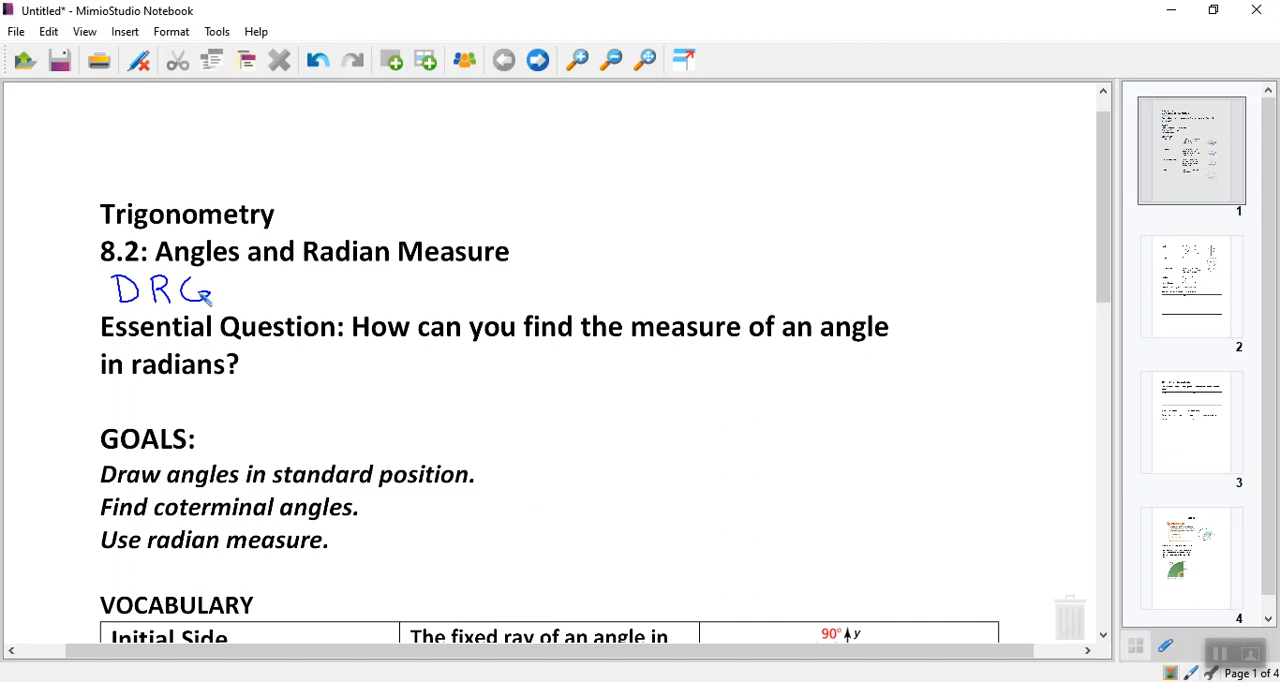 Untitled* - MimioStudio Notebook
File Edit View Insert Format Tools Help
Trigonometry
8.2: Angles and Radian Measure
DRG
Essential Question: How can you find the measure of an angle
in radians?
GOALS:
Draw angles in standard position.
Find coterminal angles.
Use radian measure.
VOCABULARY
Initial Side
The fixed ray of an angle in
90° y
1
2
3
4
Page 1 of 4